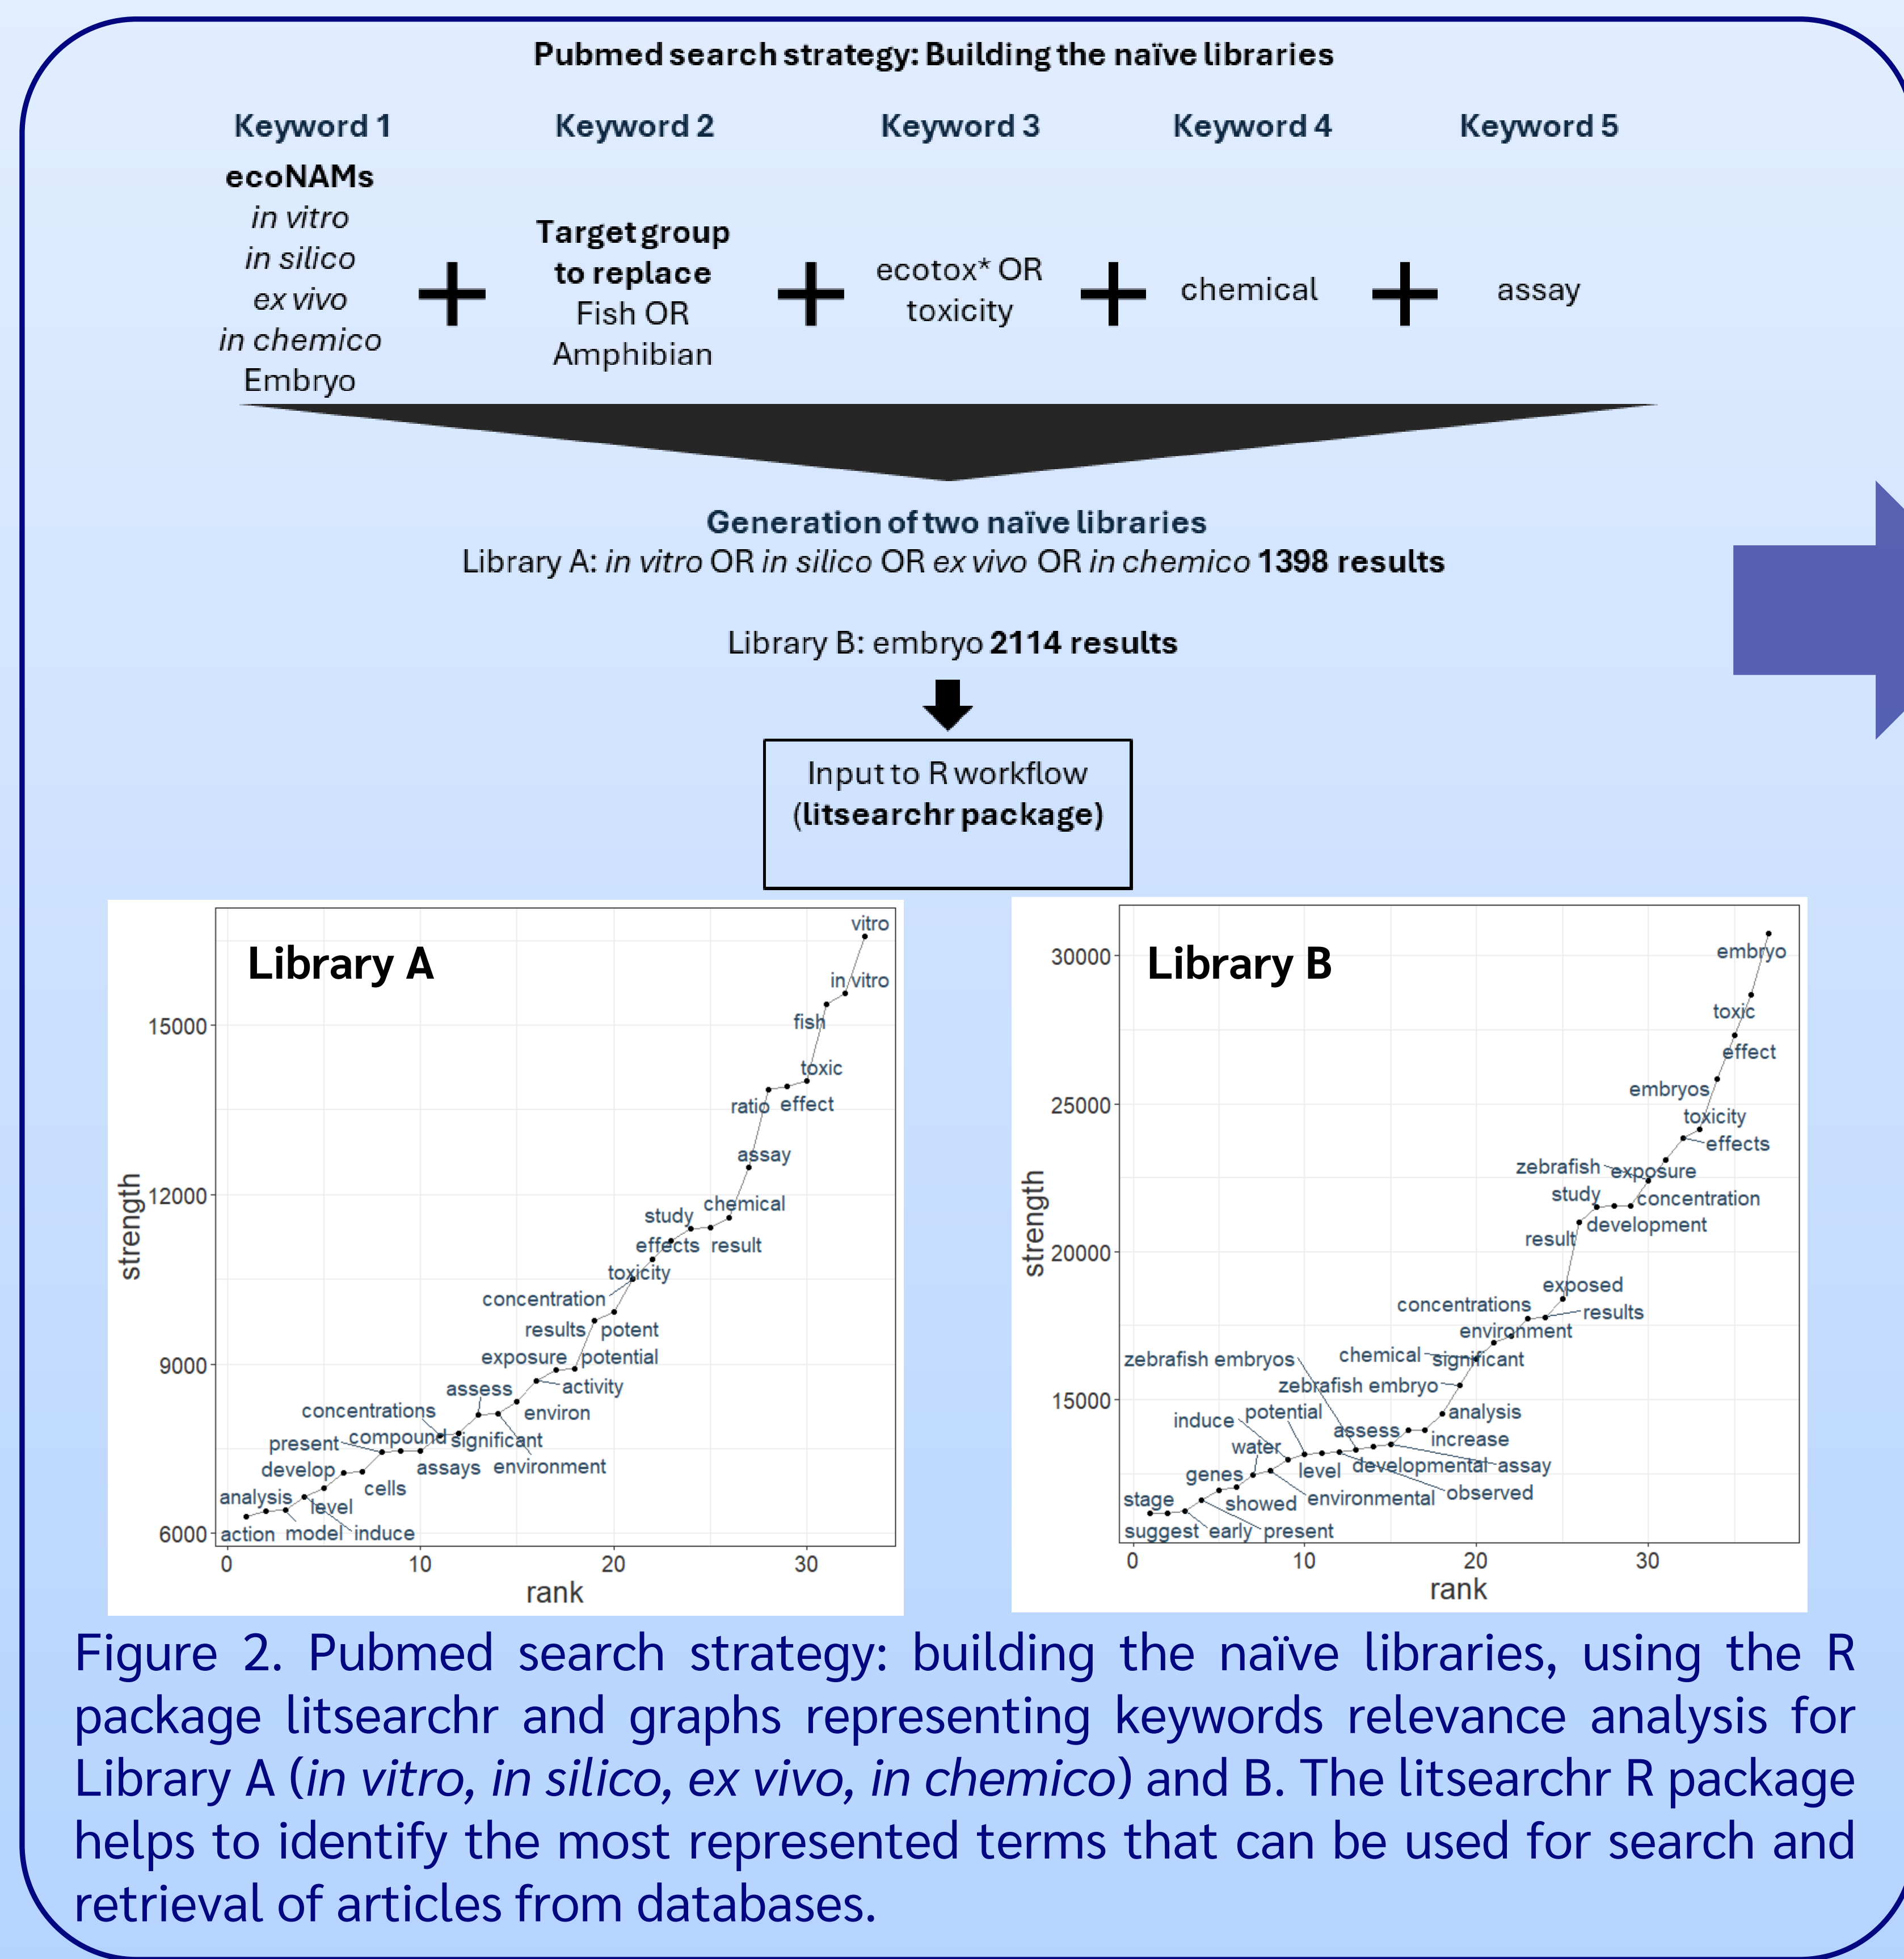 Pubmed search strategy: Building the naïve libraries
Keyword 1
Keyword 2
Keyword 3
Keyword 4
Keyword 5
ecoNAMs
in vitro
in silico
ex vivo
in chemico
Embryo
+
Target group
to replace
Fish OR
Amphibian
+
ecotox* OR
toxicity
+
chemical
+
assay
Generation of two naïve libraries
Library A: in vitro OR in silico OR ex vivo OR in chemico 1398 results
Library B: embryo 2114 results
Input to R workflow
(litsearchr package)
Library A
vitro
in vitro
fish
toxic
ratio effect
assay
chemical
study
effects result
toxicity
concentration
results potent
exposure potential
activity
assess
environ
concentrations
compound significant
present
develop
assays environment
cells
analysis
level
action model induce
15000
12000
9000
6000
strength
0 10 20 30
rank
Library B
embryo
toxic
effect
embryos
toxicity
effects
zebrafish exposure
study concentration
development
result
exposed
concentrations results
environment
zebrafish embryos chemical significant
zebrafish embryo
induce potential analysis
assess increase
water
level developmental assay
genes
observed
stage showed environmental
suggest early present
30000
25000
20000
15000
strength
0 10 20 30
rank
Figure 2. Pubmed search strategy: building the naïve libraries, using the R
package litsearchr and graphs representing keywords relevance analysis for
Library A (in vitro, in silico, ex vivo, in chemico) and B. The litsearchr R package
helps to identify the most represented terms that can be used for search and
retrieval of articles from databases.